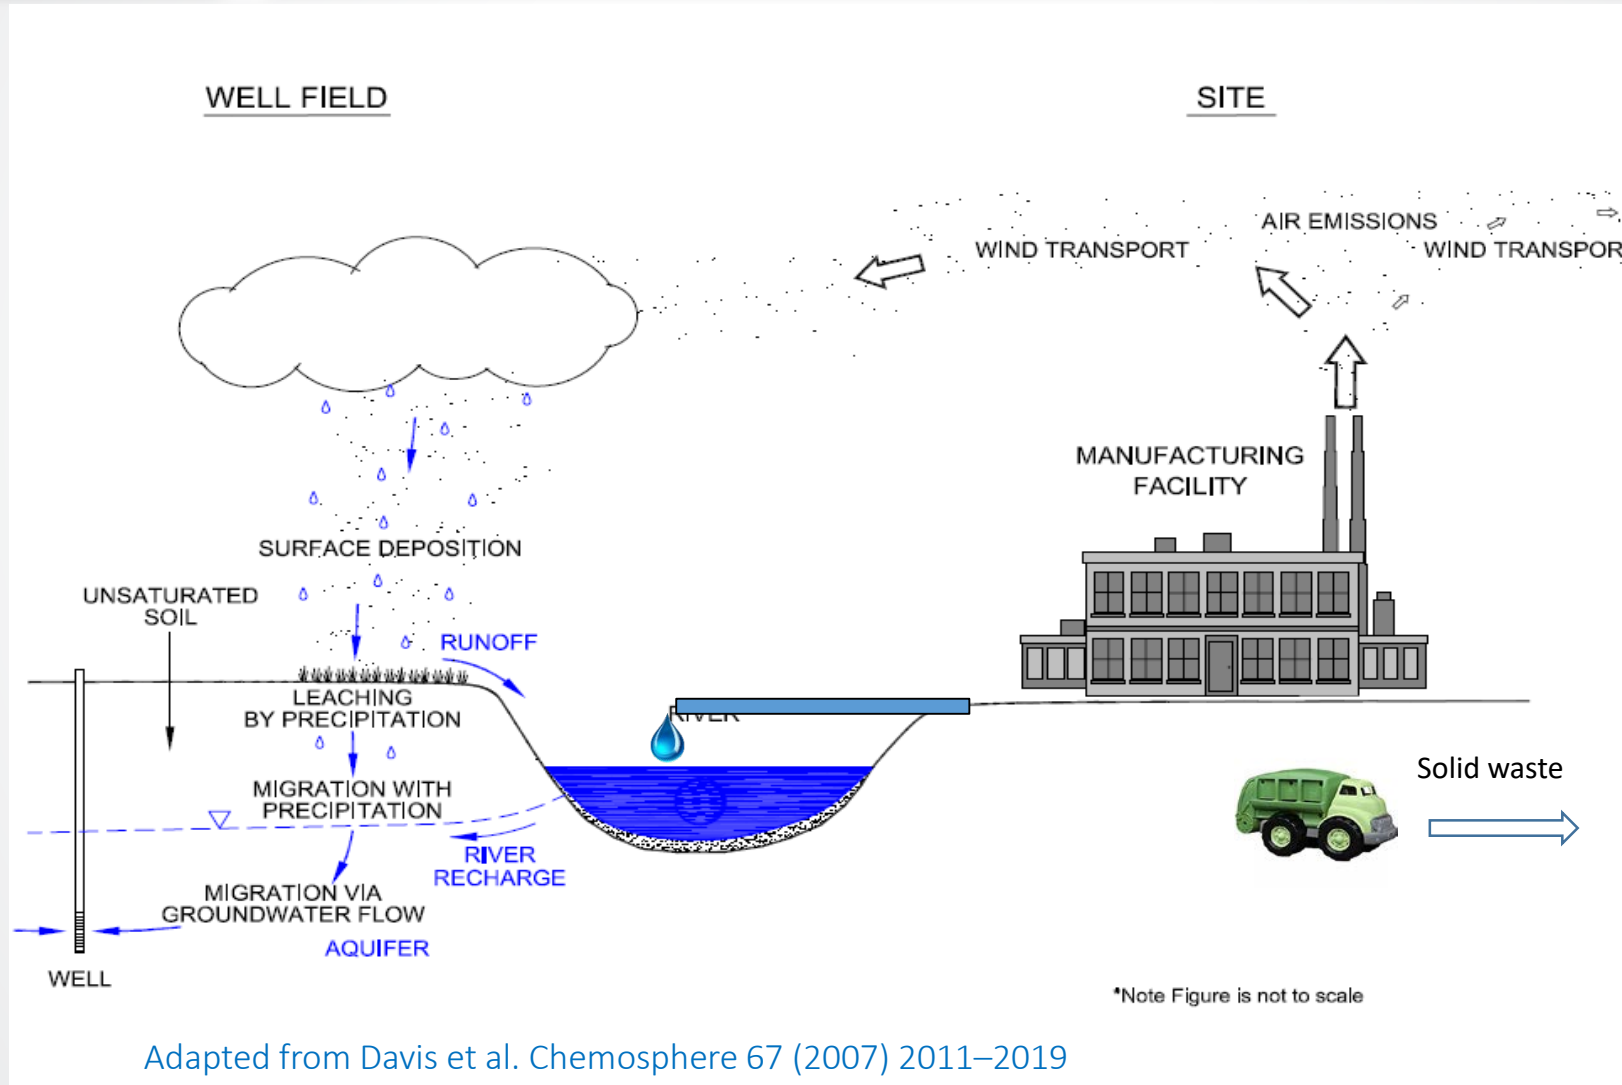 WELL FIELD
SITE
AIR EMISSIONS
WIND TRANSPORT
WIND TRANSPOR
MANUFACTURING
FACILITY
SURFACE DEPOSITION
UNSATURATED
SOIL
RUNOFF
LEACHING
BY PRECIPITATION
RIVER
Solid waste
MIGRATION WITH
PRECIPITATION
RIVER
RECHARGE
MIGRATION VIA
GROUNDWATER FLOW
AQUIFER
WELL
*Note Figure is not to scale
Adapted from Davis et al. Chemosphere 67 (2007) 2011–2019